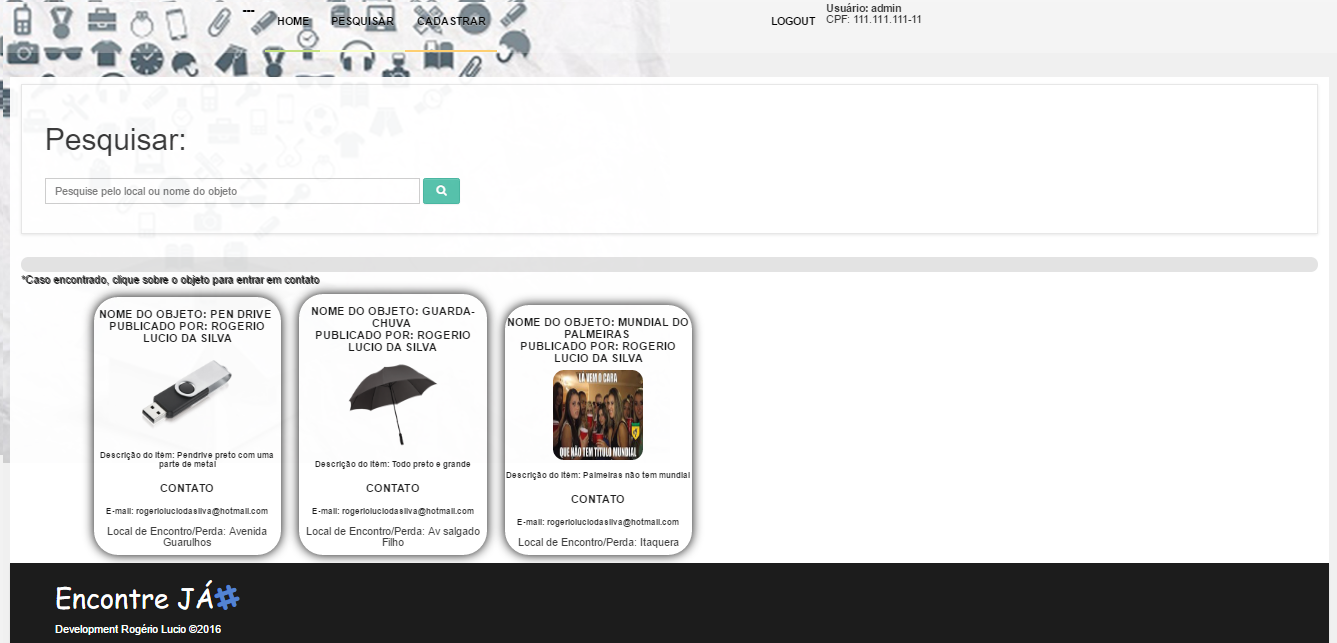 ---
HOME
PESQUISAR
CADASTRAR
LOGOUT
Usuário: admin
CPF: 111.111.111-11
Pesquisar:
Pesquise pelo local ou nome do objeto
*Caso encontrado, clique sobre o objeto para entrar em contato
NOME DO OBJETO: PEN DRIVE
PUBLICADO POR: ROGERIO
LUCIO DA SILVA
Descrição do Item: Pendrive preto com uma
parte de metal
CONTATO
E-mail: rogerioluciodasilva@hotmail.com
Local de Encontro/Perda: Avenida
Guarulhos
NOME DO OBJETO: GUARDA-
CHUVA
PUBLICADO POR: ROGERIO
LUCIO DA SILVA
Descrição do Item: Todo preto e grande
CONTATO
E-mail: rogerioluciodasilva@hotmail.com
Local de Encontro/Perda: Av salgado
Filho
NOME DO OBJETO: MUNDIAL DO
PALMEIRAS
PUBLICADO POR: ROGERIO
LUCIO DA SILVA
LA VEM O CARA
QUE NÃO TEM TITULO MUNDIAL
Descrição do Item: Palmeiras não tem mundial
CONTATO
E-mail: rogerioluciodasilva@hotmail.com
Local de Encontro/Perda: Itaquera
Encontre JÁ#
Development Rogério Lucio ©2016